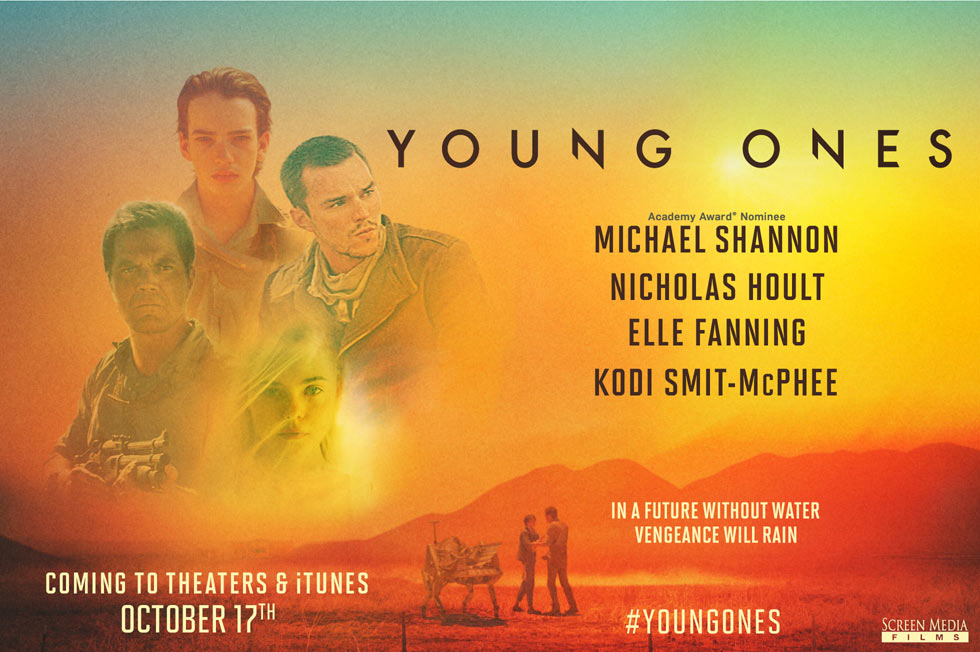 YOUNG ONES
Academy Award® Nominee
MICHAEL SHANNON
NICHOLAS HOULT
ELLE FANNING
KODI SMIT-McPHEE
IN A FUTURE WITHOUT WATER
VENGEANCE WILL RAIN
COMING TO THEATERS & iTUNES
OCTOBER 17TH
#YOUNGONES
SCREEN MEDIA
FILMS